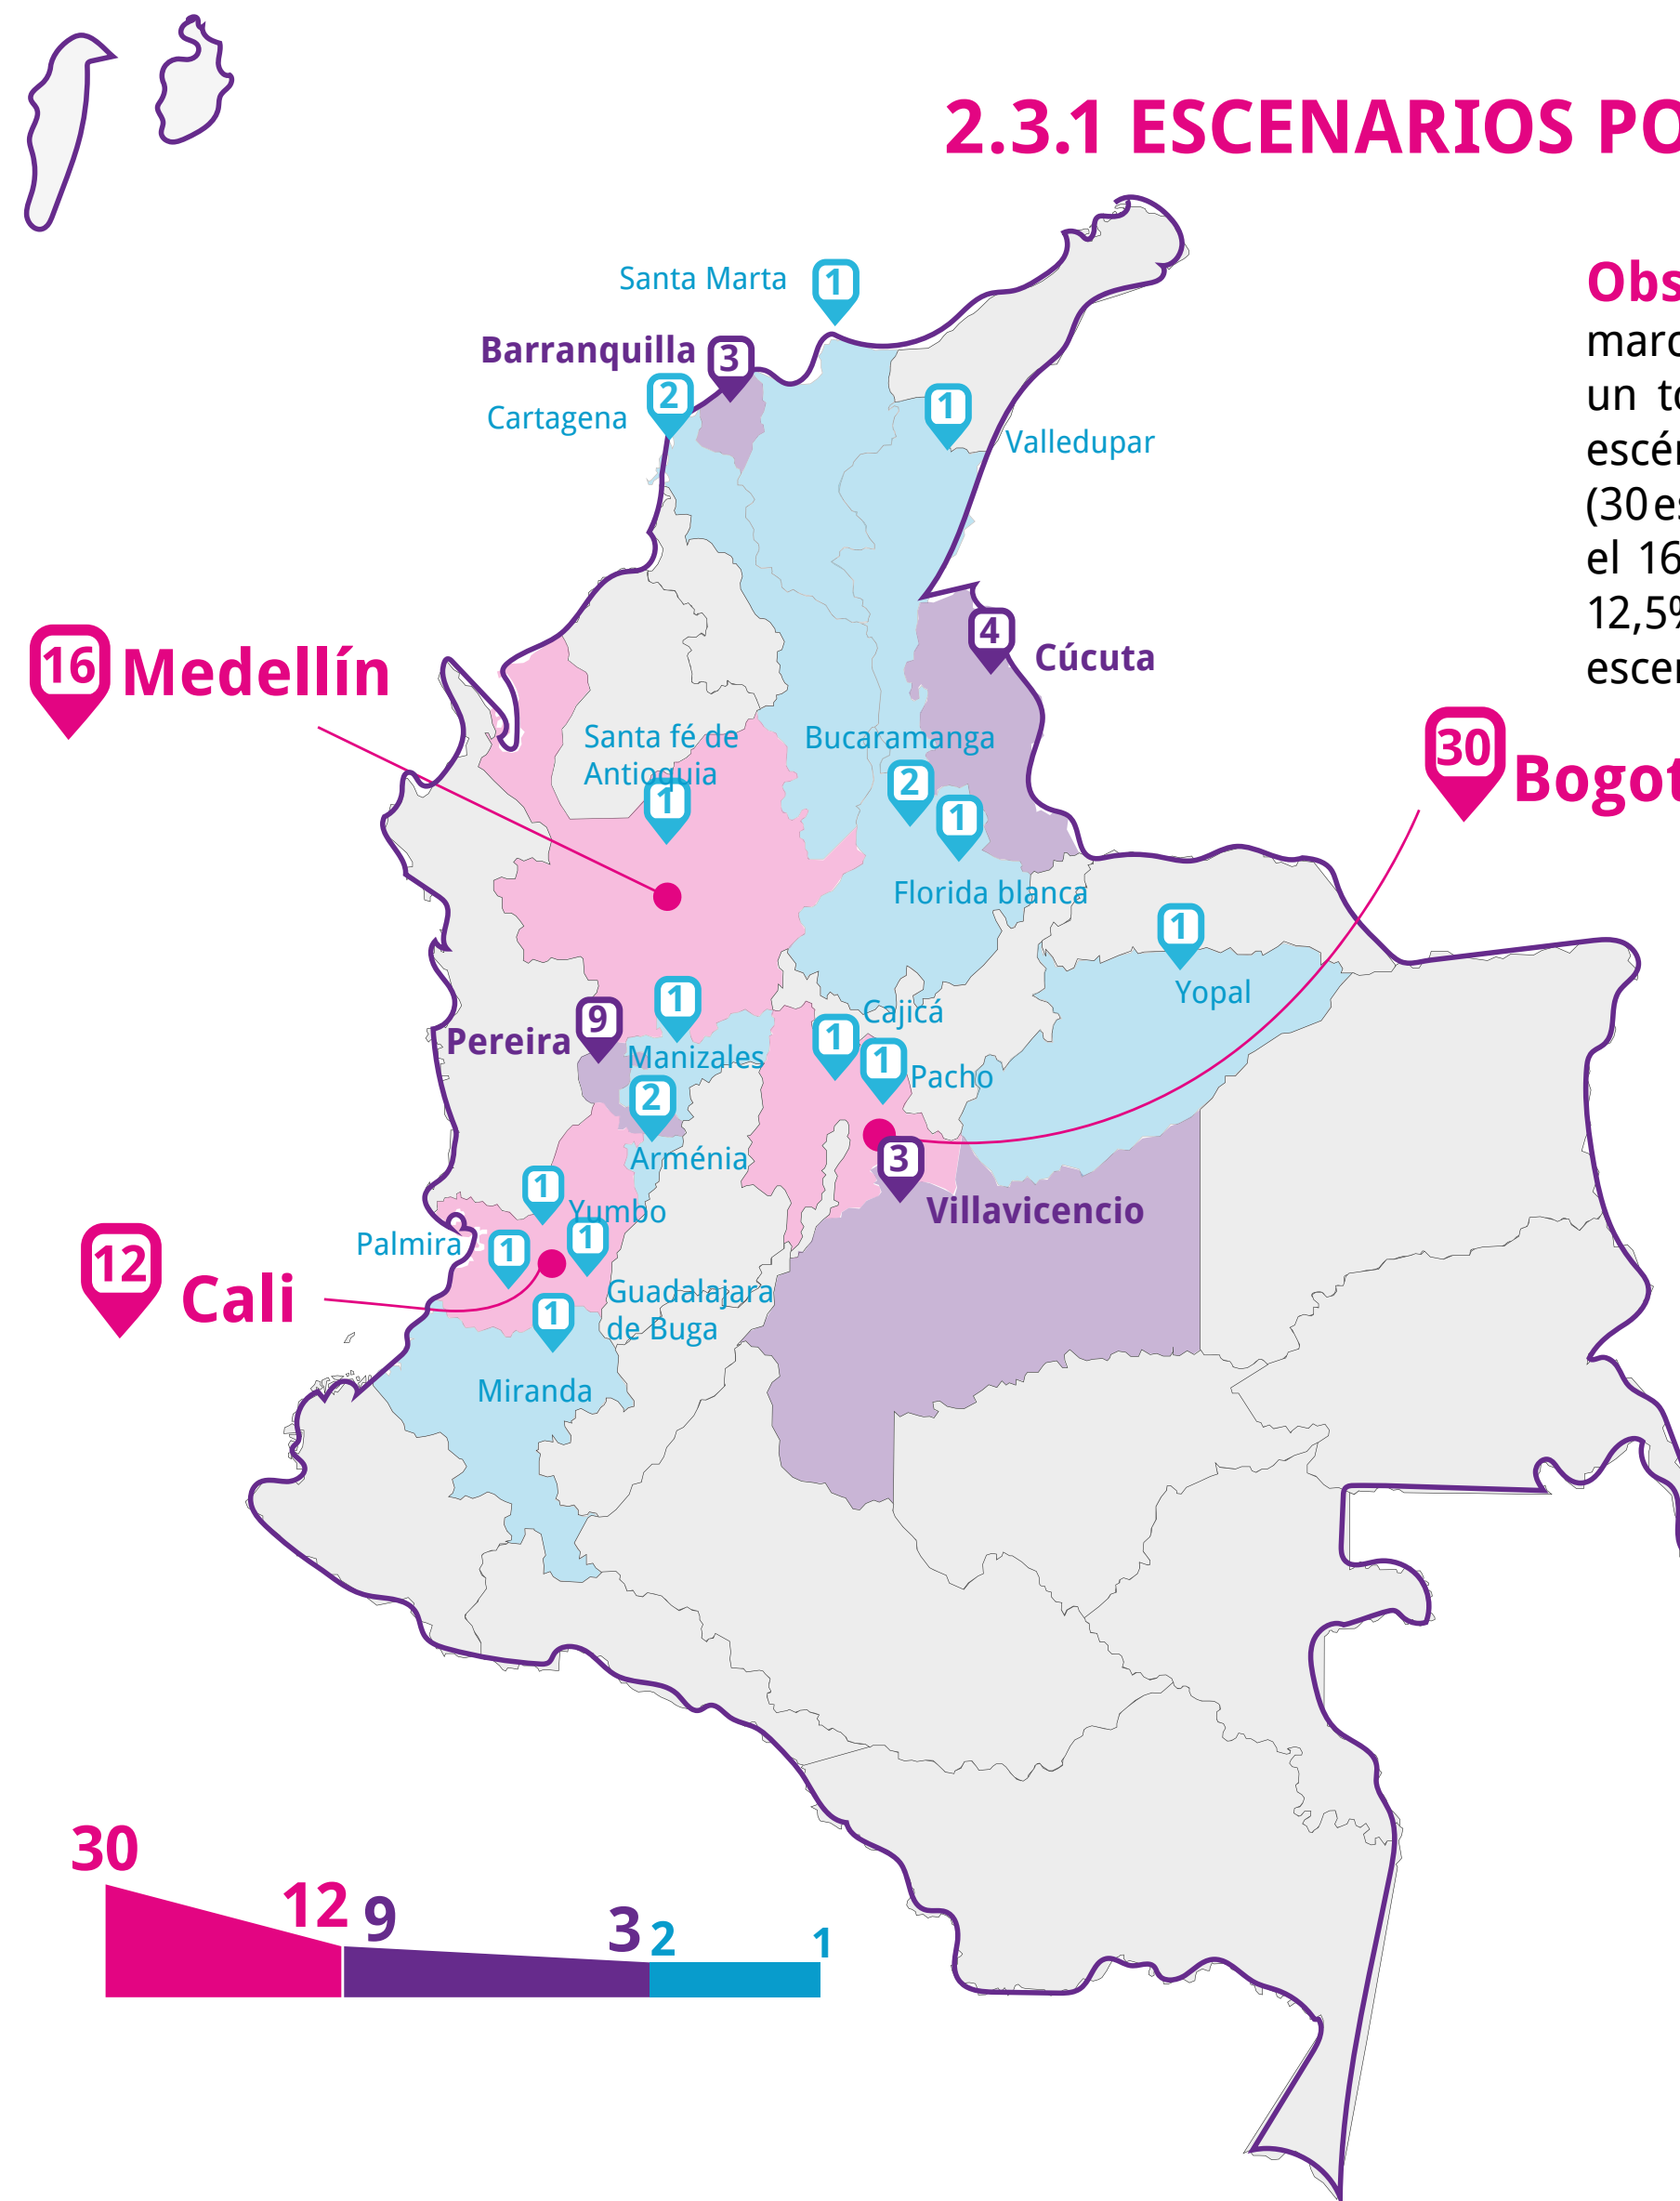 2.3.1 ESCENARIOS PO
Obs
marc
un to
escén
(30 es
el 16
12,5%
escen
Santa Marta
1
Barranquilla
3
2
Cartagena
1
Valledupar
4
Cúcuta
16
Medellín
Santa fé de
Antioquia
1
Bucaramanga
2
1
Florida blanca
30
Bogot
1
Yopal
9
Pereira
1
Manizales
2
Arménia
Cajicá
1
1
Pacho
3
Villavicencio
1
Yumbo
Palmira
1
1
Guadalajara
de Buga
12
Cali
1
Miranda
30
12
9
3
2
1